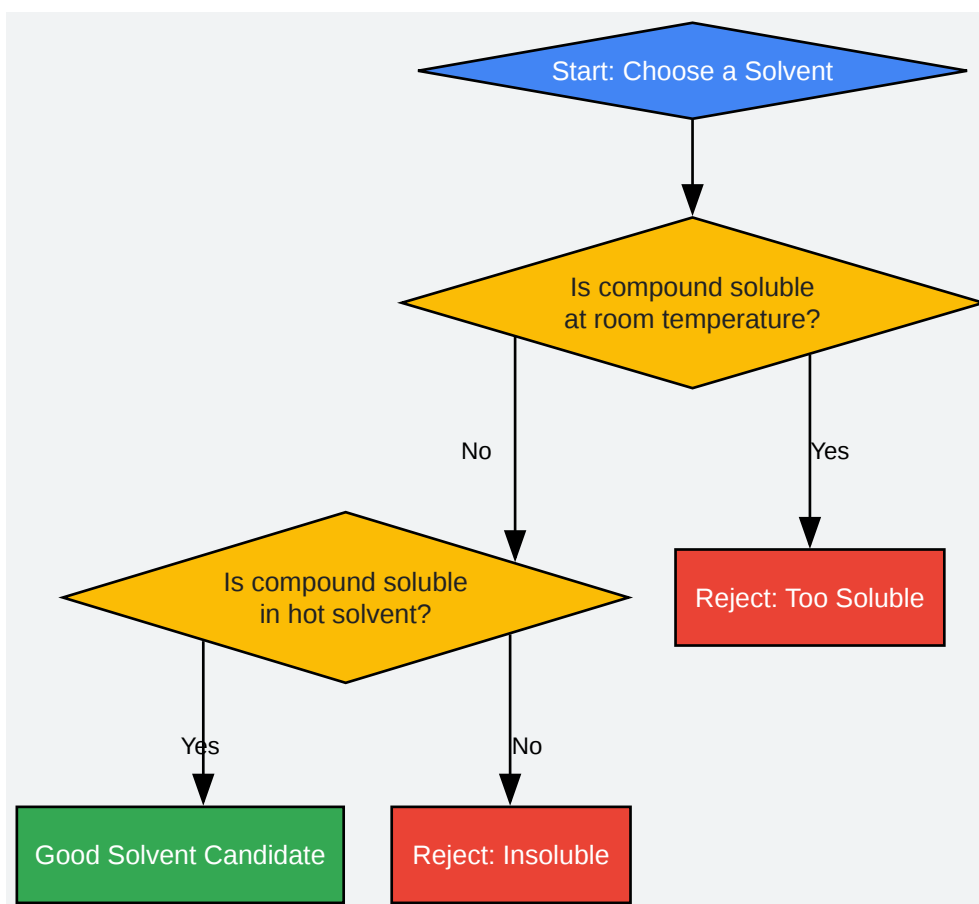 Start: Choose a Solvent
Is compound soluble
at room temperature?
No
Yes
Is compound soluble
in hot solvent?
Reject: Too Soluble
Yes
No
Good Solvent Candidate
Reject: Insoluble